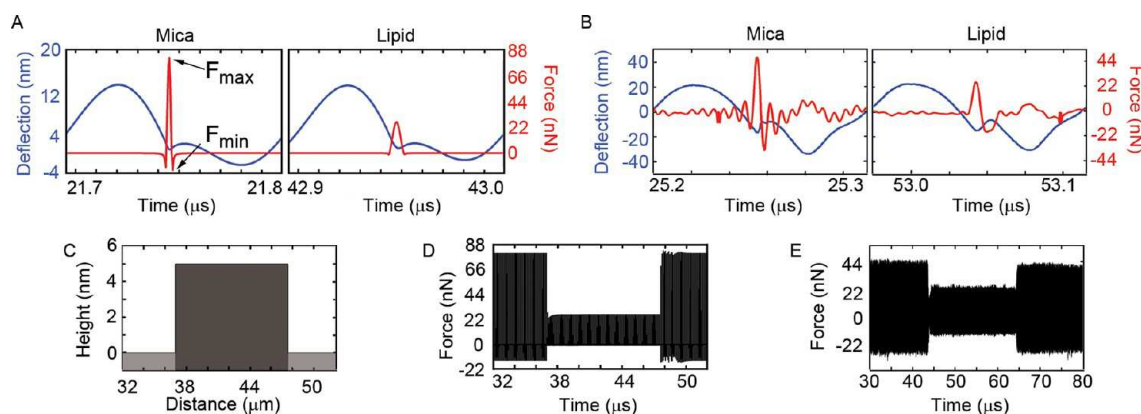 A
Mica
Lipid
B
Mica
Lipid
Deflection (nm)
20
12
4
-4
Fmax
Fmin
88
66
44
22
0
Force (nN)
21.7
21.8
42.9
43.0
Time (μs)
Time (μs)
Deflection (nm)
40
20
0
-20
-40
44
22
0
-22
-44
Force (nN)
25.2
25.3
53.0
53.1
Time (μs)
Time (μs)
C
Height (nm)
6
4
2
0
32
38
44
50
Distance (μm)
D
Force (nN)
88
66
44
22
0
-22
32
38
44
50
Time (μs)
E
Force (nN)
44
22
0
-22
30
40
50
60
70
80
Time (μs)